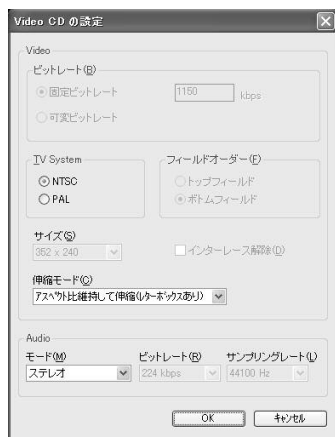 Video CD の設定
Video
ビットレート(B)
固定ビットレート 1150 kbps
可変ビットレート
TV System
NTSC
PAL
フィールドオーダー(F)
トップフィールド
ボトムフィールド
サイズ(S)
352 x 240
インターレース解除(D)
伸縮モード(C)
アスペクト比維持して伸縮(レターボックスあり)
Audio
モード(M) ビットレート(R) サンプリングレート(L)
ステレオ 224 kbps 44100 Hz
OK キャンセル